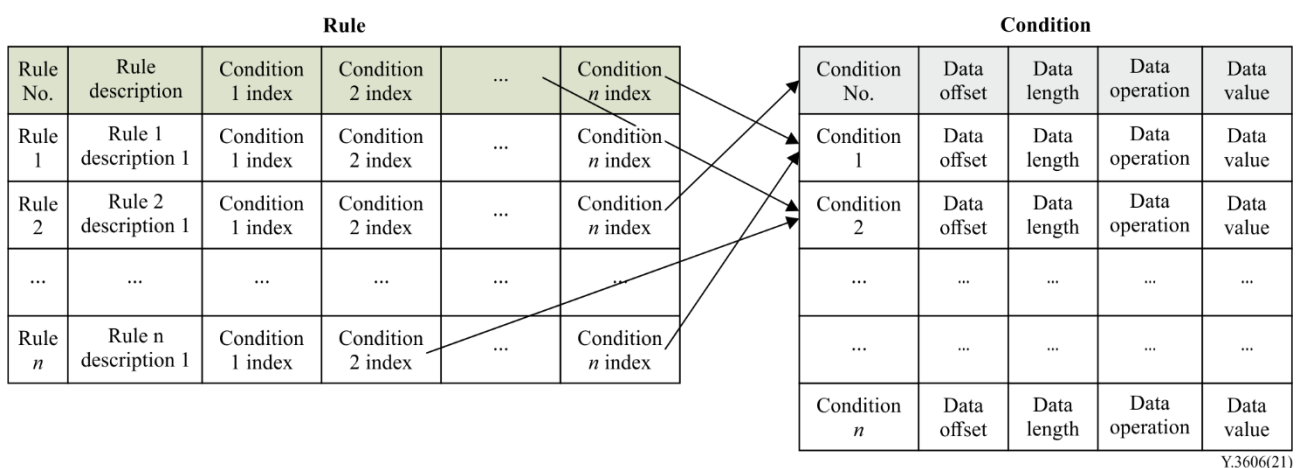 Rule
Rule No. Rule description Condition 1 index Condition 2 index ... Condition n index
Rule 1 Rule 1 description 1 Condition 1 index Condition 2 index ... Condition n index
Rule 2 Rule 2 description 1 Condition 1 index Condition 2 index ... Condition n index
... ... ... ... ... ...
Rule n Rule n description 1 Condition 1 index Condition 2 index ... Condition n index
Condition
Condition No. Data offset Data length Data operation Data value
Condition 1 Data offset Data length Data operation Data value
Condition 2 Data offset Data length Data operation Data value
... ... ... ... ...
... ... ... ... ...
Condition n Data offset Data length Data operation Data value
Y.3606(21)